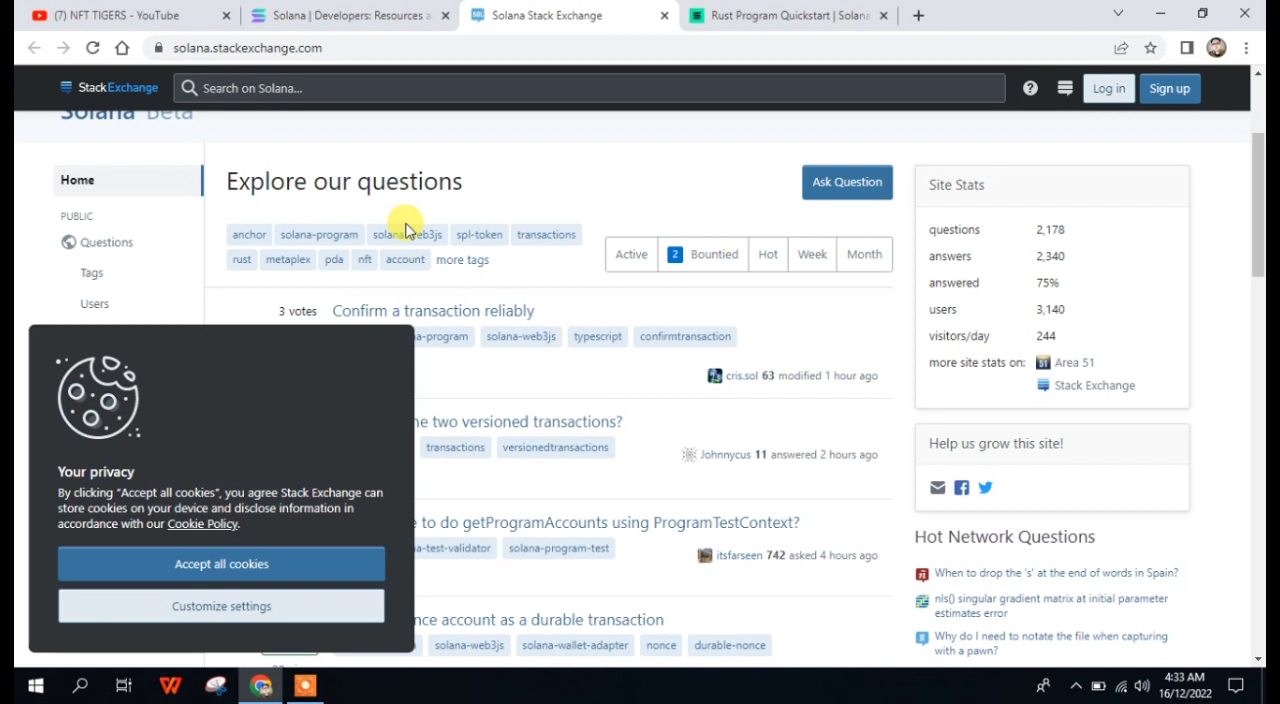 (7) NFT TIGERS - YouTube
Solana | Developers: Resources a
Solana Stack Exchange
Rust Program Quickstart | Solana
solana.stackexchange.com
StackExchange
Search on Solana...
Log in
Sign up
Solana Beta
Home
PUBLIC
Questions
Tags
Users
Explore our questions
Ask Question
anchor solana-program solana-web3js spl-token transactions
rust metaplex pda nft account more tags
Active 2 Bountied Hot Week Month
3 votes Confirm a transaction reliably
a-program solana-web3js typescript confirmtransaction
cris.sol 63 modified 1 hour ago
ne two versioned transactions?
transactions versionedtransactions
Johnnycus 11 answered 2 hours ago
e to do getProgramAccounts using ProgramTestContext?
a-test-validator solana-program-test
itsfarseen 742 asked 4 hours ago
nce account as a durable transaction
solana-web3js solana-wallet-adapter nonce durable-nonce
Your privacy
By clicking "Accept all cookies", you agree Stack Exchange can
store cookies on your device and disclose information in
accordance with our Cookie Policy.
Accept all cookies
Customize settings
Site Stats
questions 2,178
answers 2,340
answered 75%
users 3,140
visitors/day 244
more site stats on: Area 51
Stack Exchange
Help us grow this site!
Hot Network Questions
When to drop the 's' at the end of words in Spain?
nls() singular gradient matrix at initial parameter
estimates error
Why do I need to notate the file when capturing
with a pawn?
4:33 AM
16/12/2022